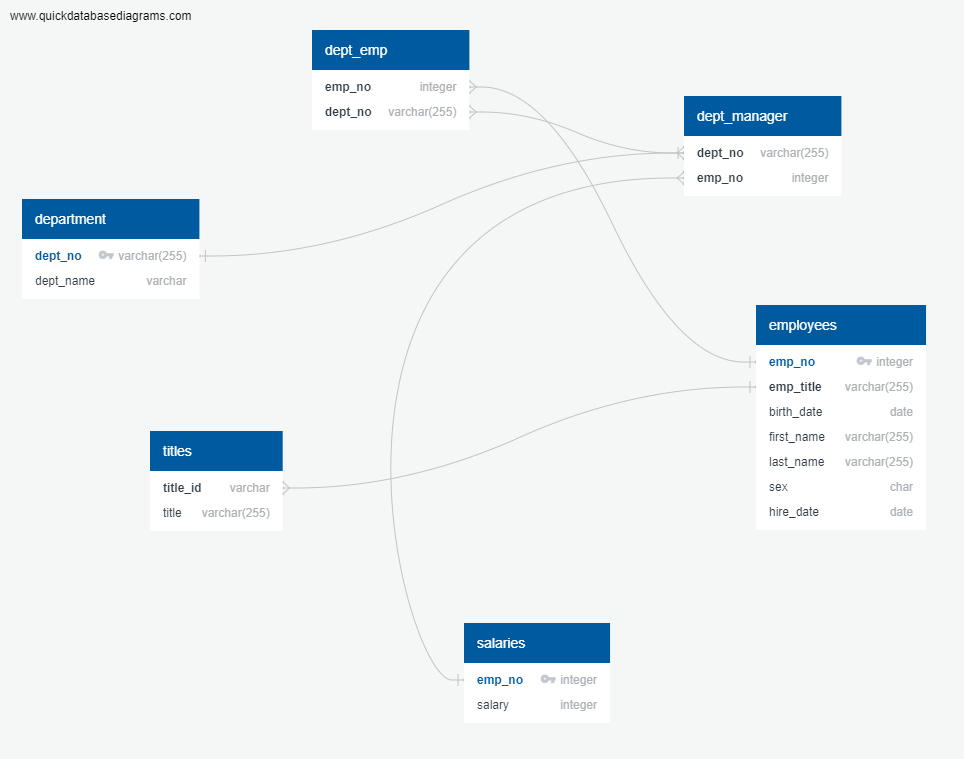 www.quickdatabasediagrams.com
dept_emp
emp_no integer
dept_no varchar(255)
dept_manager
dept_no varchar(255)
emp_no integer
department
dept_no varchar(255)
dept_name varchar
employees
emp_no integer
emp_title varchar(255)
birth_date date
first_name varchar(255)
last_name varchar(255)
sex char
hire_date date
titles
title_id varchar
title varchar(255)
salaries
emp_no integer
salary integer